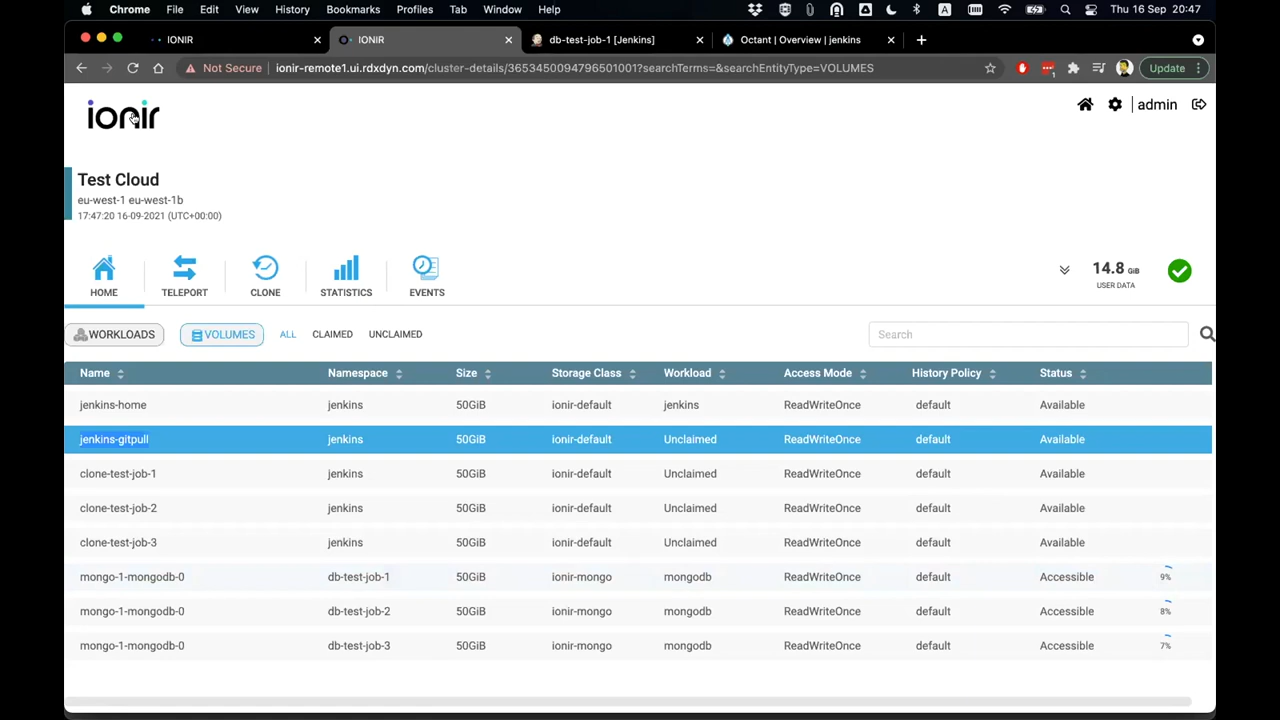 Chrome File Edit View History Bookmarks Profiles Tab Window Help A Thu 16 Sep 20:47
IONIR IONIR db-test-job-1 [Jenkins] Octant | Overview | jenkins
Not Secure ionir-remote1.ui.rdxdyn.com/cluster-details/3653450094796501001?searchTerms=&searchEntityType=VOLUMES 1 Update
ionir admin
Test Cloud
eu-west-1 eu-west-1b
17:47:20 16-09-2021 (UTC+00:00)
HOME TELEPORT CLONE STATISTICS EVENTS 14.8 GiB USER DATA
WORKLOADS VOLUMES ALL CLAIMED UNCLAIMED Search
Name Namespace Size Storage Class Workload Access Mode History Policy Status
jenkins-home jenkins 50GiB ionir-default jenkins ReadWriteOnce default Available
jenkins-gitpull jenkins 50GiB ionir-default Unclaimed ReadWriteOnce default Available
clone-test-job-1 jenkins 50GiB ionir-default Unclaimed ReadWriteOnce default Available
clone-test-job-2 jenkins 50GiB ionir-default Unclaimed ReadWriteOnce default Available
clone-test-job-3 jenkins 50GiB ionir-default Unclaimed ReadWriteOnce default Available
mongo-1-mongodb-0 db-test-job-1 50GiB ionir-mongo mongodb ReadWriteOnce default Accessible 9%
mongo-1-mongodb-0 db-test-job-2 50GiB ionir-mongo mongodb ReadWriteOnce default Accessible 8%
mongo-1-mongodb-0 db-test-job-3 50GiB ionir-mongo mongodb ReadWriteOnce default Accessible 7%